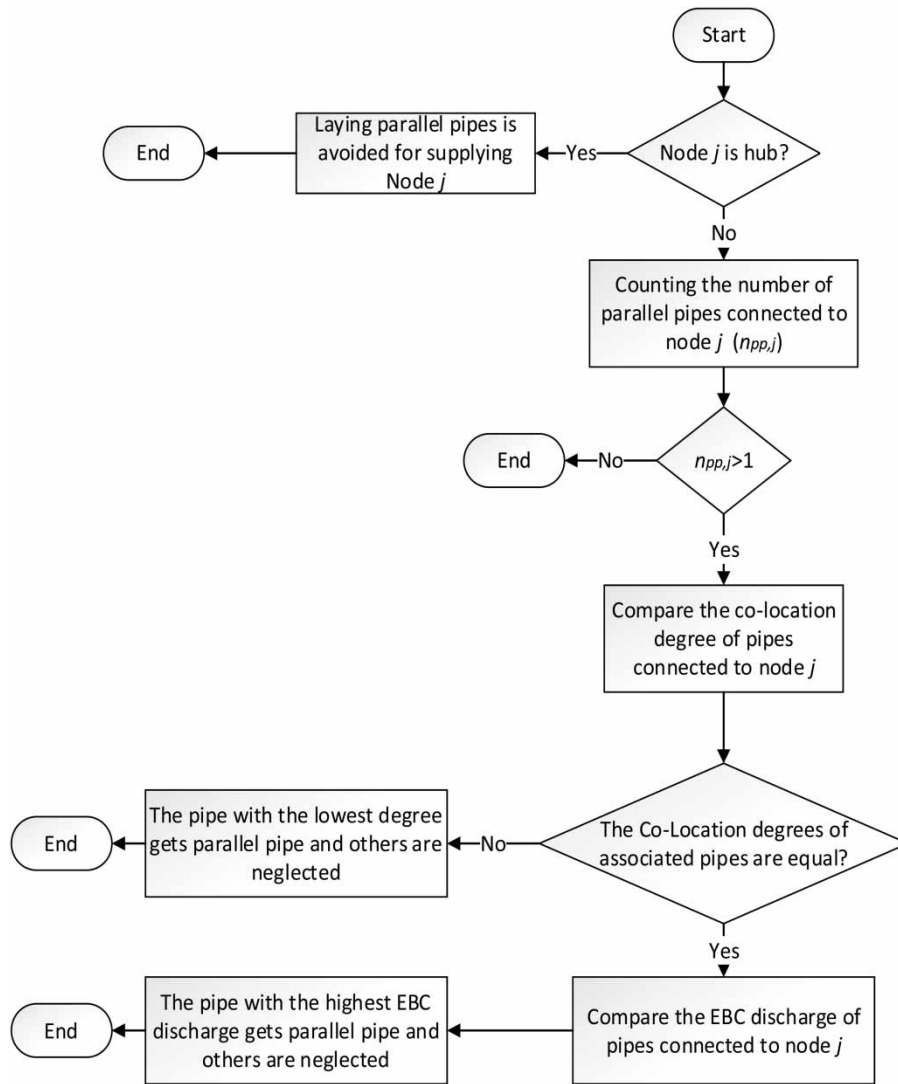 Start
Node j is hub?
Yes
Laying parallel pipes is
avoided for supplying
Node j
End
No
Counting the number of
parallel pipes connected to
node j (npp,j)
npp,j>1
No
End
Yes
Compare the co-location
degree of pipes
connected to node j
The Co-Location degrees of
associated pipes are equal?
No
The pipe with the lowest degree
gets parallel pipe and others are
neglected
End
Yes
Compare the EBC discharge of
pipes connected to node j
The pipe with the highest EBC
discharge gets parallel pipe and
others are neglected
End